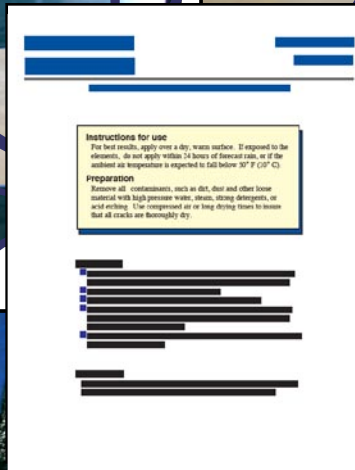 Instructions for use
For best results, apply over a dry, warm surface. If exposed to the
elements, do not apply within 24 hours of forecast rain, or if the
ambient air temperature is expected to fall below 50° F (10° C)
Preparation
Remove all contaminants, such as dirt, dust and other loose
material with high pressure water, steam, strong detergents, or
acid etching. Use compressed air or long drying times to insure
that all cracks are thoroughly dry.